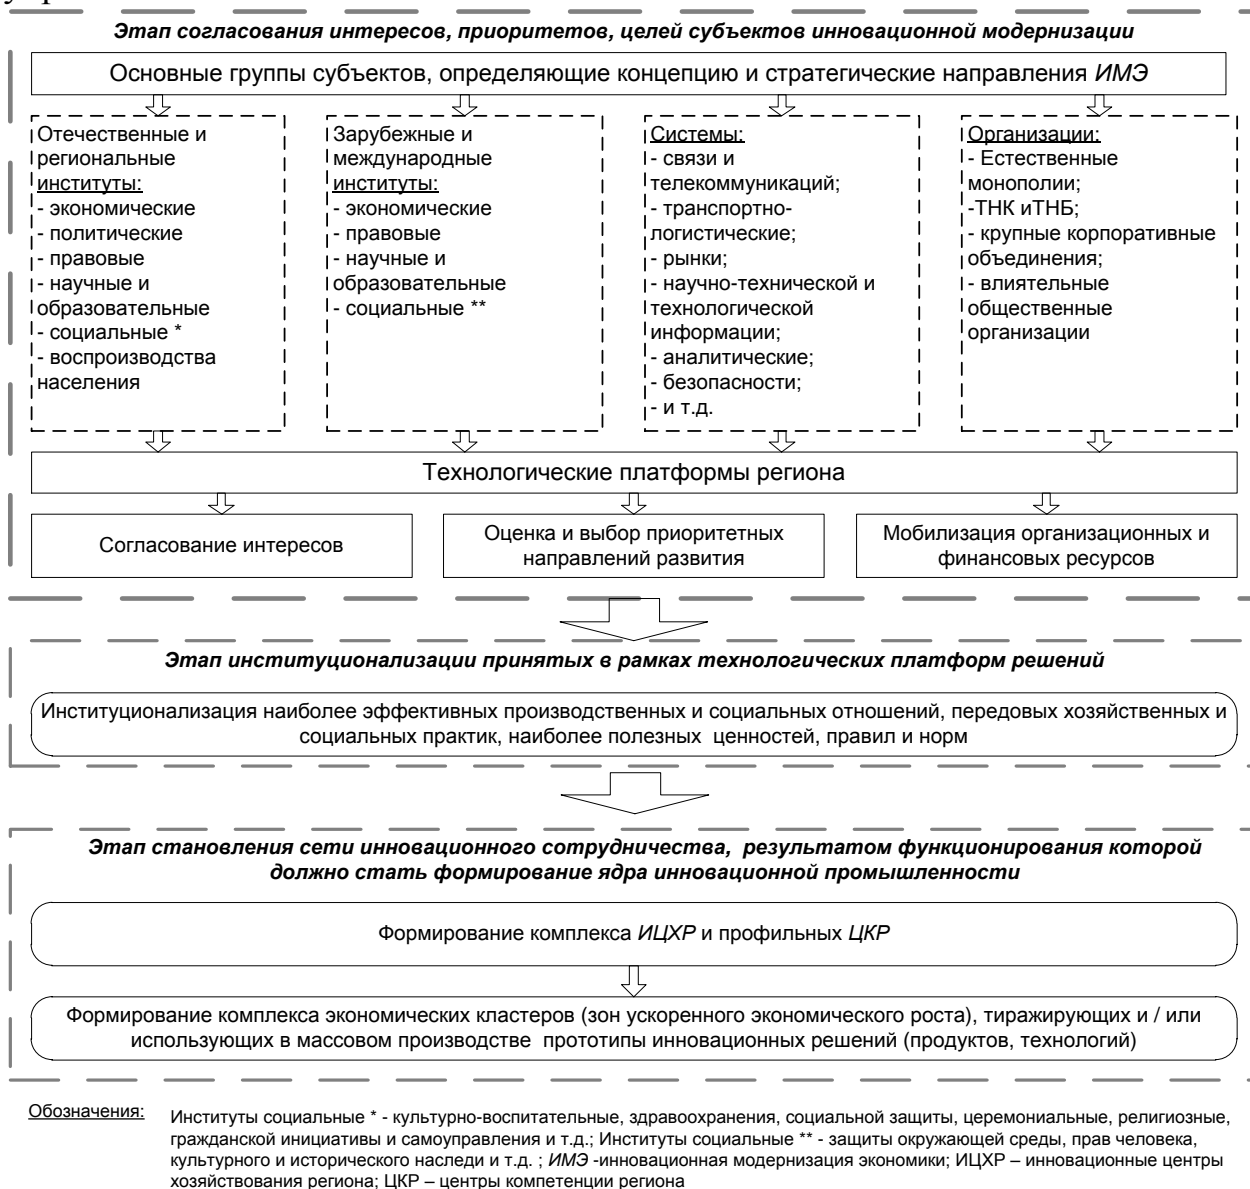 Этап согласования интересов, приоритетов, целей субъектов инновационной модернизации
Основные группы субъектов, определяющие концепцию и стратегические направления ИМЭ
Отечественные и
региональные
институты:
- экономические
- политические
- правовые
- научные и
образовательные
- социальные *
- воспроизводства
населения
Зарубежные и
международные
институты:
- экономические
- правовые
- научные и
образовательные
- социальные **
Системы:
- связи и
телекоммуникаций;
- транспортно-
логистические;
- рынки;
- научно-технической и
технологической
информации;
- аналитические;
- безопасности;
- и т.д.
Организации:
- Естественные
монополии;
-ТНК иТНБ;
- крупные корпоративные
объединения;
- влиятельные
общественные
организации
Технологические платформы региона
Согласование интересов
Оценка и выбор приоритетных
направлений развития
Мобилизация организационных и
финансовых ресурсов
Этап институционализации принятых в рамках технологических платформ решений
Институционализация наиболее эффективных производственных и социальных отношений, передовых хозяйственных и
социальных практик, наиболее полезных ценностей, правил и норм
Этап становления сети инновационного сотрудничества, результатом функционирования которой
должно стать формирование ядра инновационной промышленности
Формирование комплекса ИЦХР и профильных ЦКР
Формирование комплекса экономических кластеров (зон ускоренного экономического роста), тиражирующих и / или
использующих в массовом производстве прототипы инновационных решений (продуктов, технологий)
Обозначения:
Институты социальные * - культурно-воспитательные, здравоохранения, социальной защиты, церемониальные, религиозные,
гражданской инициативы и самоуправления и т.д.; Институты социальные ** - защиты окружающей среды, прав человека,
культурного и исторического наследи и т.д. ; ИМЭ -инновационная модернизация экономики; ИЦХР – инновационные центры
хозяйствования региона; ЦКР – центры компетенции региона